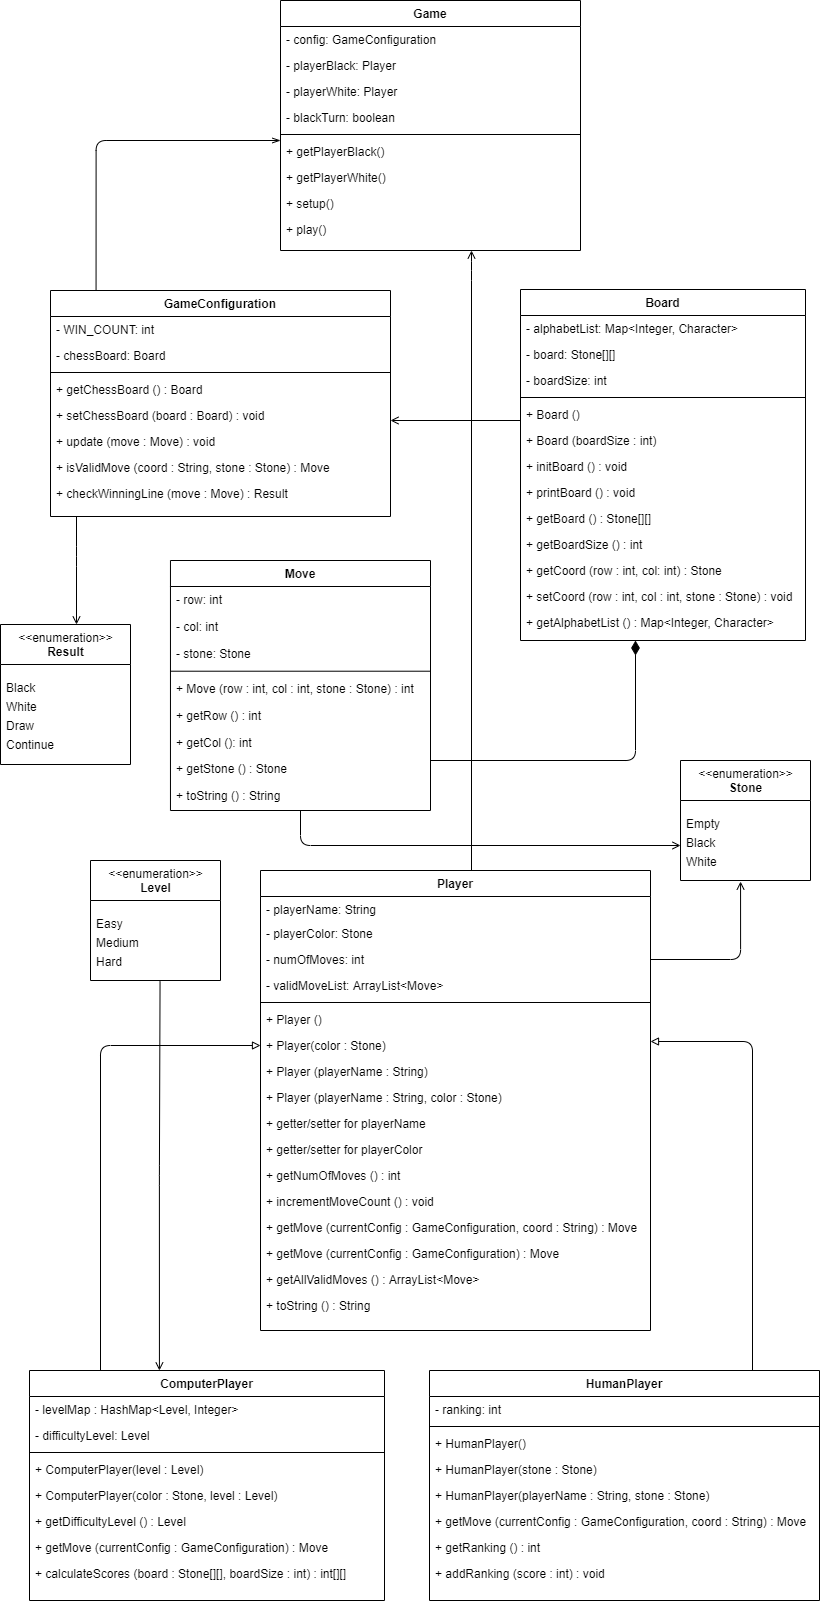 Game
- config: GameConfiguration
- playerBlack: Player
- playerWhite: Player
- blackTurn: boolean
+ getPlayerBlack()
+ getPlayerWhite()
+ setup()
+ play()
GameConfiguration
- WIN_COUNT: int
- chessBoard: Board
+ getChessBoard () : Board
+ setChessBoard (board : Board) : void
+ update (move : Move) : void
+ isValidMove (coord : String, stone : Stone) : Move
+ checkWinningLine (move : Move) : Result
Board
- alphabetList: Map<Integer, Character>
- board: Stone[][]
- boardSize: int
+ Board ()
+ Board (boardSize : int)
+ initBoard () : void
+ printBoard () : void
+ getBoard () : Stone[][]
+ getBoardSize () : int
+ getCoord (row : int, col: int) : Stone
+ setCoord (row : int, col : int, stone : Stone) : void
+ getAlphabetList () : Map<Integer, Character>
Move
- row: int
- col: int
- stone: Stone
+ Move (row : int, col : int, stone : Stone) : int
+ getRow () : int
+ getCol (): int
+ getStone () : Stone
+ toString () : String
<<enumeration>>
Result
Black
White
Draw
Continue
<<enumeration>>
Stone
Empty
Black
White
<<enumeration>>
Level
Easy
Medium
Hard
Player
- playerName: String
- playerColor: Stone
- numOfMoves: int
- validMoveList: ArrayList<Move>
+ Player ()
+ Player(color : Stone)
+ Player (playerName : String)
+ Player (playerName : String, color : Stone)
+ getter/setter for playerName
+ getter/setter for playerColor
+ getNumOfMoves () : int
+ incrementMoveCount () : void
+ getMove (currentConfig : GameConfiguration, coord : String) : Move
+ getMove (currentConfig : GameConfiguration) : Move
+ getAllValidMoves () : ArrayList<Move>
+ toString () : String
ComputerPlayer
- levelMap : HashMap<Level, Integer>
- difficultyLevel: Level
+ ComputerPlayer(level : Level)
+ ComputerPlayer(color : Stone, level : Level)
+ getDifficultyLevel () : Level
+ getMove (currentConfig : GameConfiguration) : Move
+ calculateScores (board : Stone[][], boardSize : int) : int[][]
HumanPlayer
- ranking: int
+ HumanPlayer()
+ HumanPlayer(stone : Stone)
+ HumanPlayer(playerName : String, stone : Stone)
+ getMove (currentConfig : GameConfiguration, coord : String) : Move
+ getRanking () : int
+ addRanking (score : int) : void